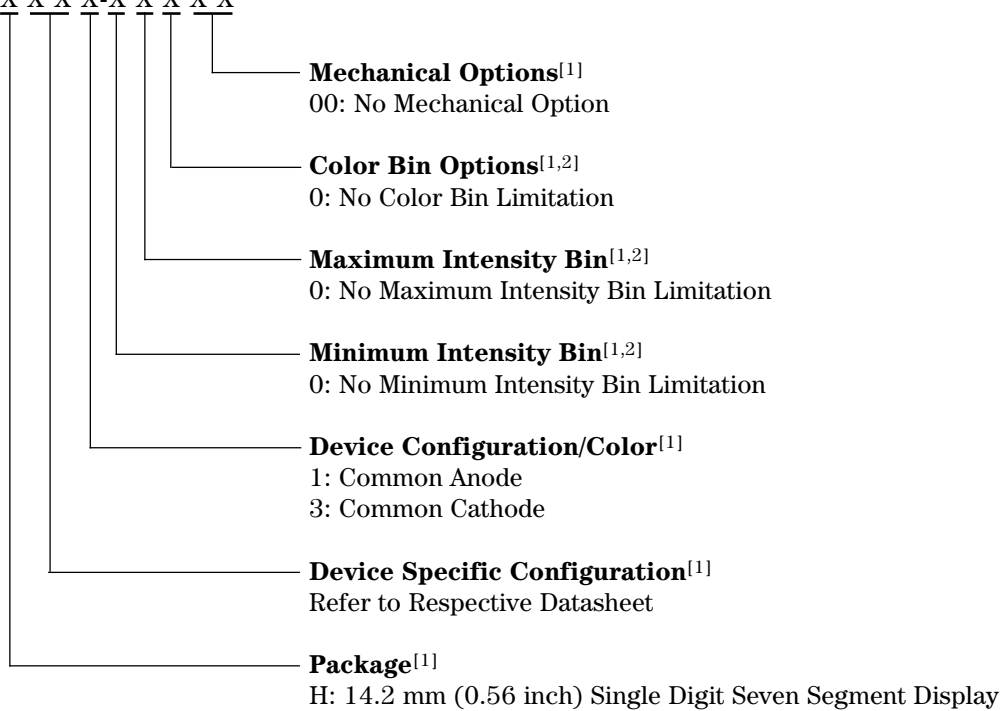 X X X X-X X X X X
Mechanical Options[1]
00: No Mechanical Option
Color Bin Options[1,2]
0: No Color Bin Limitation
Maximum Intensity Bin[1,2]
0: No Maximum Intensity Bin Limitation
Minimum Intensity Bin[1,2]
0: No Minimum Intensity Bin Limitation
Device Configuration/Color[1]
1: Common Anode
3: Common Cathode
Device Specific Configuration[1]
Refer to Respective Datasheet
Package[1]
H: 14.2 mm (0.56 inch) Single Digit Seven Segment Display